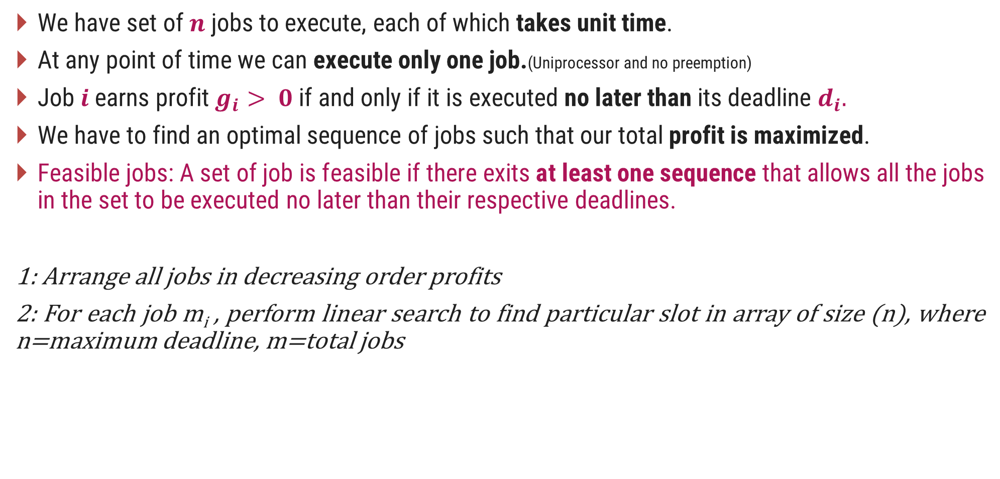 We have set of n jobs to execute, each of which takes unit time.
At any point of time we can execute only one job.(Uniprocessor and no preemption)
Job i earns profit gᵢ > 0 if and only if it is executed no later than its deadline dᵢ.
We have to find an optimal sequence of jobs such that our total profit is maximized.
Feasible jobs: A set of job is feasible if there exits at least one sequence that allows all the jobs
in the set to be executed no later than their respective deadlines.
1: Arrange all jobs in decreasing order profits
2: For each job mᵢ , perform linear search to find particular slot in array of size (n), where
n=maximum deadline, m=total jobs